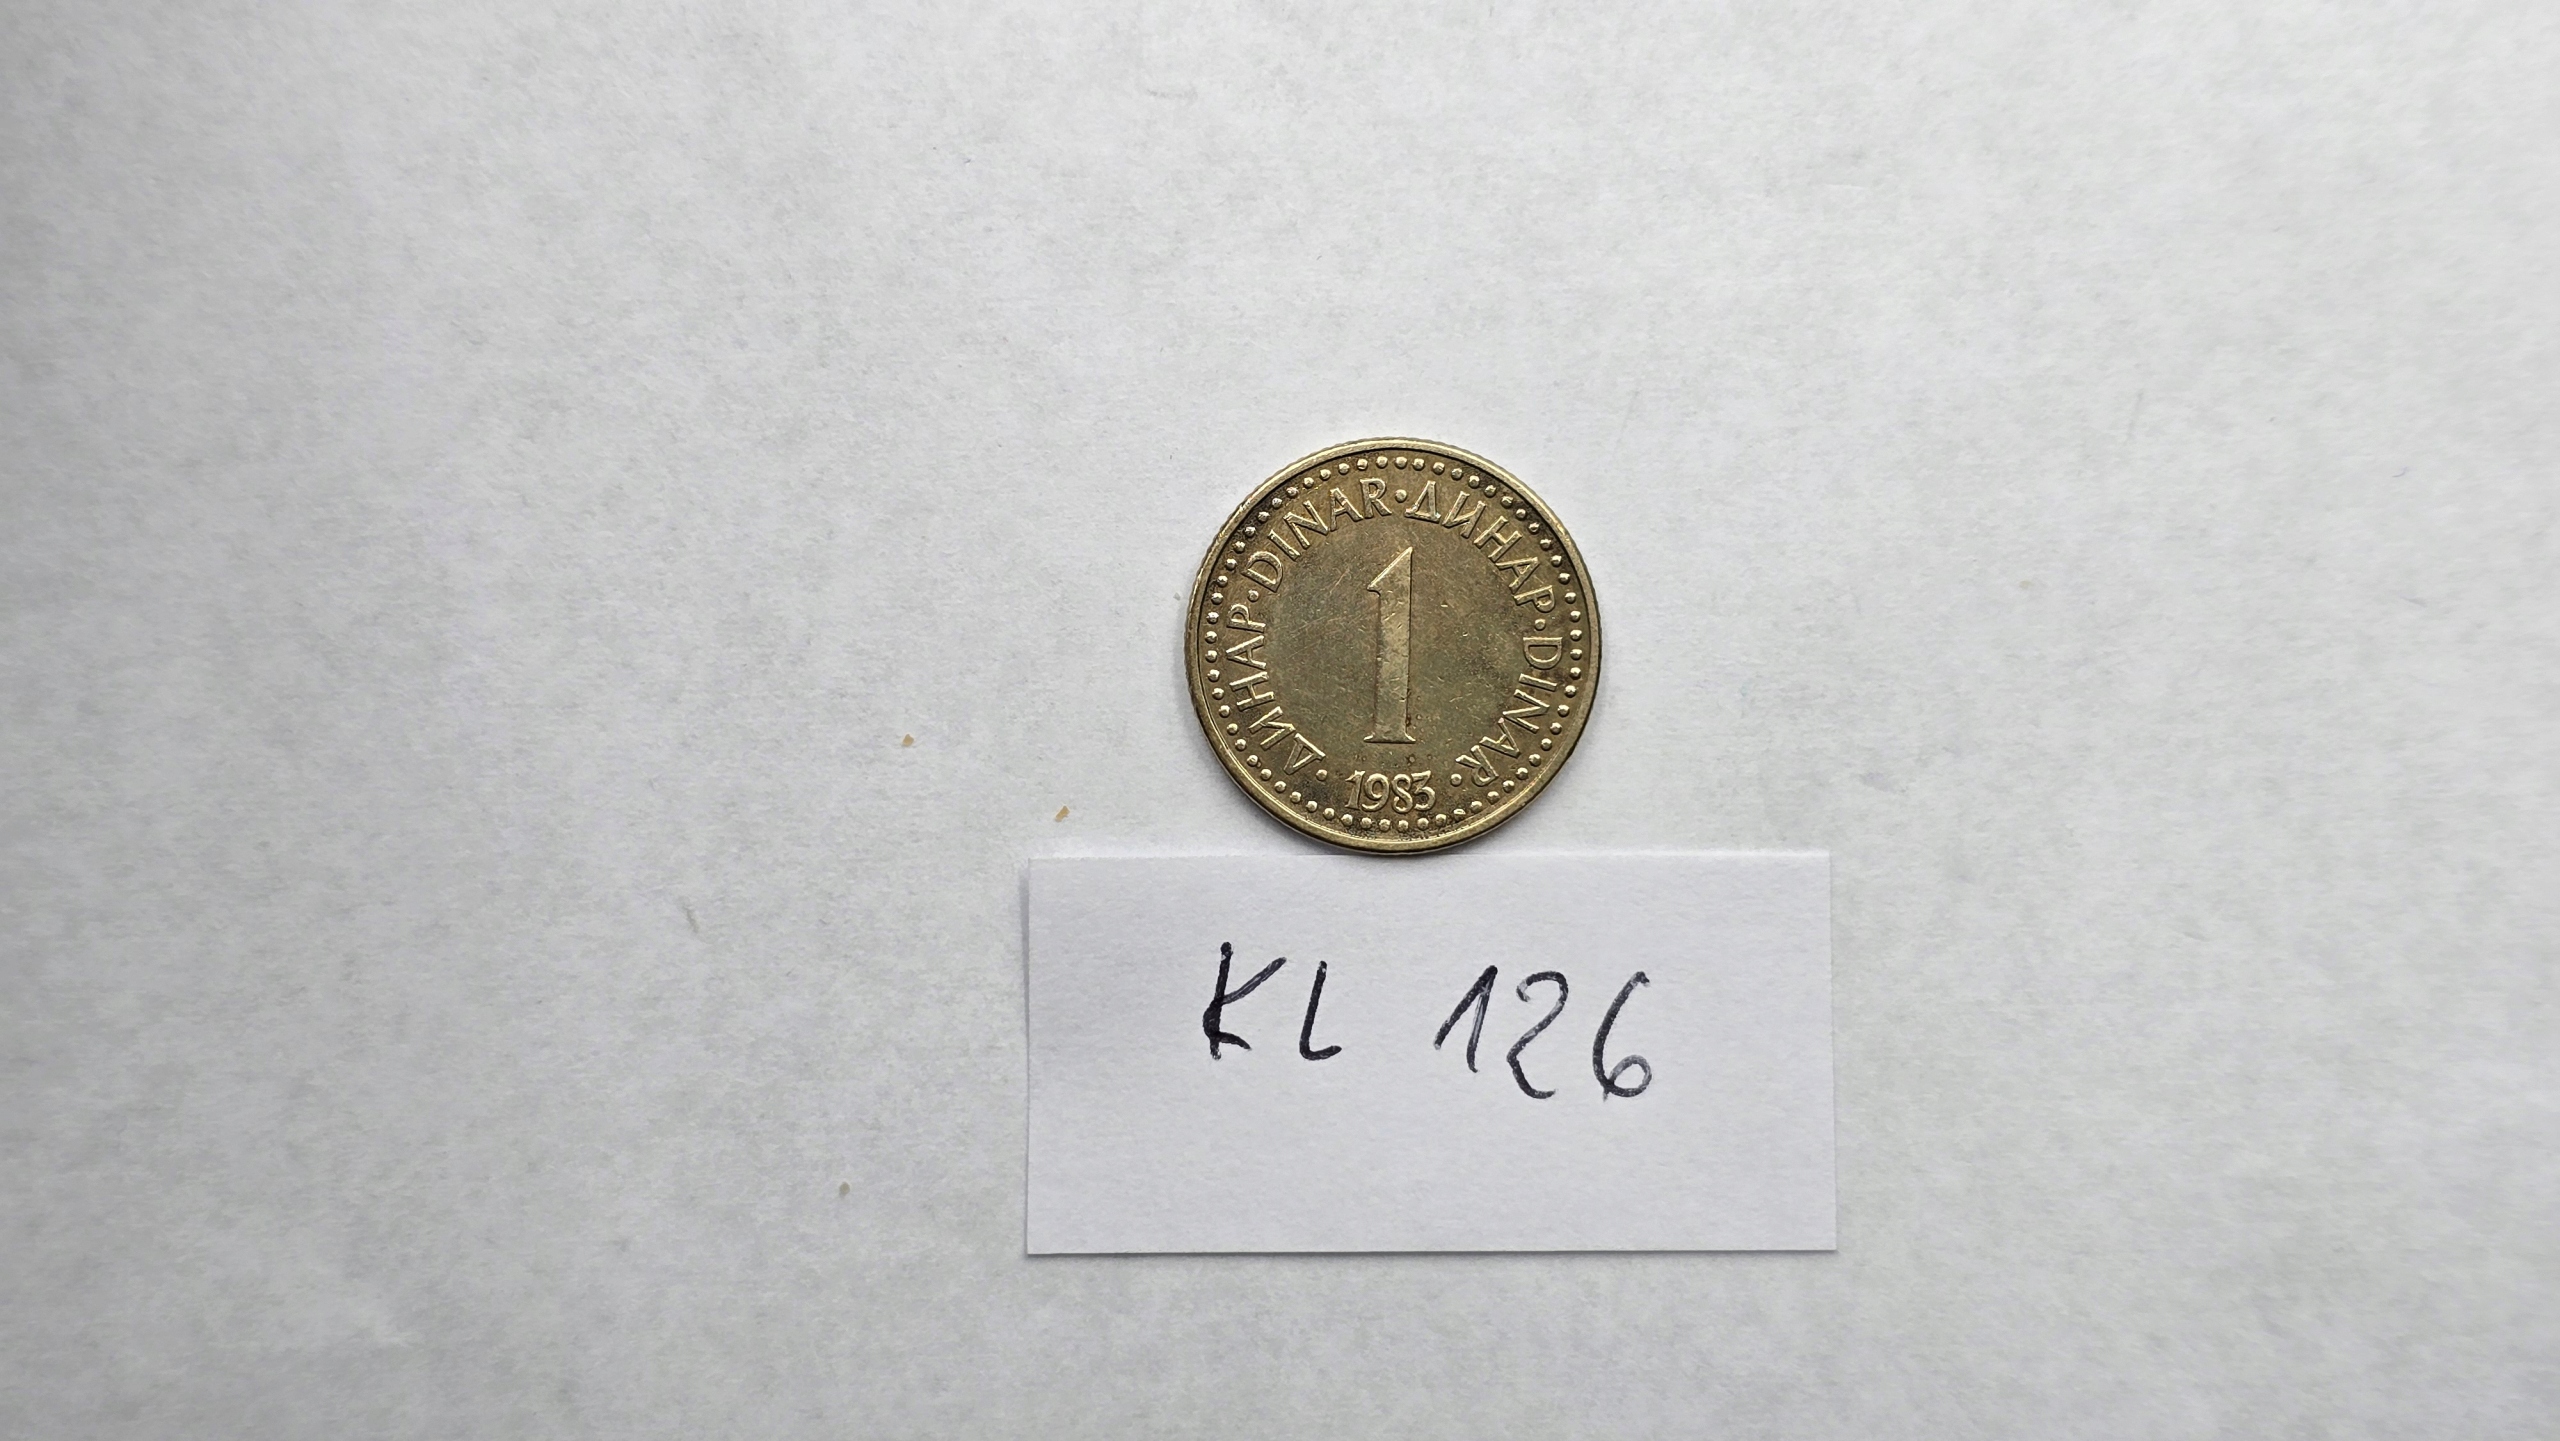 ДИНАР · DINAR · ДИНАР · DINAR
1
· 1983 ·
KL 126